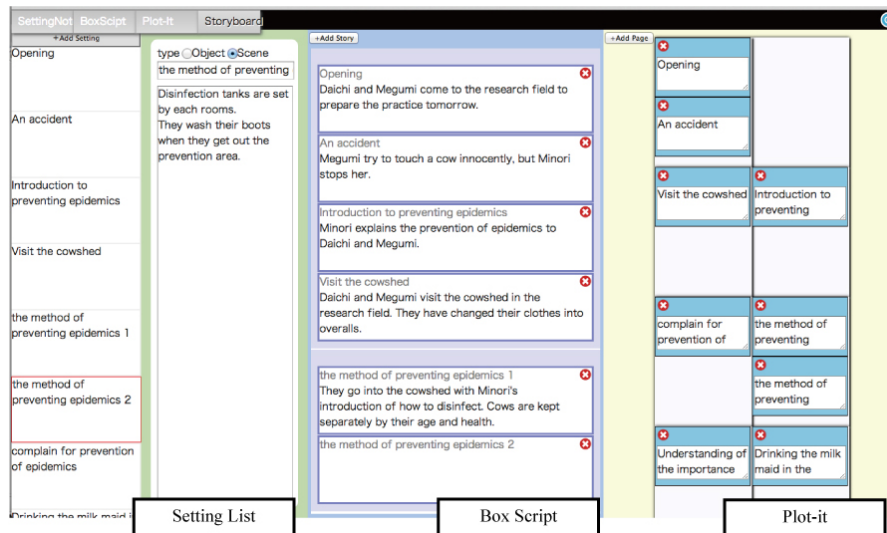 SettingNot BoxScipt Plot-It Storyboard
+Add Setting
Opening
An accident
Introduction to
preventing epidemics
Visit the cowshed
the method of
preventing epidemics 1
the method of
preventing epidemics 2
complain for prevention
of epidemics
Drinking the milk maid i
type Object Scene
the method of preventing
Disinfection tanks are set
by each rooms.
They wash their boots
when they get out the
prevention area.
Setting List
+Add Story
Opening
Daichi and Megumi come to the research field to
prepare the practice tomorrow.
An accident
Megumi try to touch a cow innocently, but Minori
stops her.
Introduction to preventing epidemics
Minori explains the prevention of epidemics to
Daichi and Megumi.
Visit the cowshed
Daichi and Megumi visit the cowshed in the
research field. They have changed their clothes into
overalls.
the method of preventing epidemics 1
They go into the cowshed with Minori's
introduction of how to disinfect. Cows are kept
separately by their age and health.
the method of preventing epidemics 2
Box Script
+Add Page
Opening
An accident
Visit the cowshed
Introduction to
preventing
complain for
prevention of
the method of
preventing
the method of
preventing
Understanding of
the importance
Drinking the milk
maid in the
Plot-it